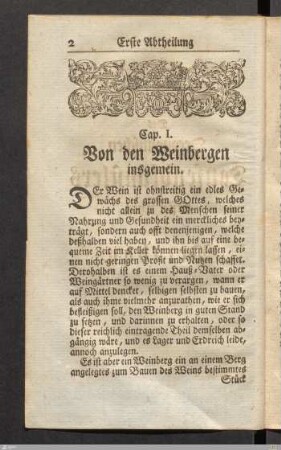 2 Erste Abtheilung
Cap. I.
Von den Weinbergen
insgemein.
DEr Wein ist ohnstreitig ein edles Ge-
wächs des grossen GOttes, welches
nicht allein zu des Menschen seiner
Nahrung und Gesundheit ein merckliches bey-
trägt, sondern auch offt denenjenigen, welche
deßhalben viel haben, und ihn bis auf eine be-
queme Zeit im Keller können liegen lassen, ei-
nen nicht geringen Profit und Nutzen schaffet.
Derohalben ist es einem Hauß-Vater oder
Weingärtner so wenig zu verargen, wann er
auf Mittel dencket, selbigen selbsten zu bauen,
als auch ihme vielmehr anzurathen, wie er sich
befleißigen soll, den Weinberg in guten Stand
zu setzen, und darinnen zu erhalten, oder so
dieser reichlich eintragende Theil demselben ab-
gängig wäre, und es Lager und Erdreich leide,
annoch anzulegen.
Es ist aber ein Weinberg ein an einem Berg
angelegtes zum Bauen des Weins bestimmtes
Stück